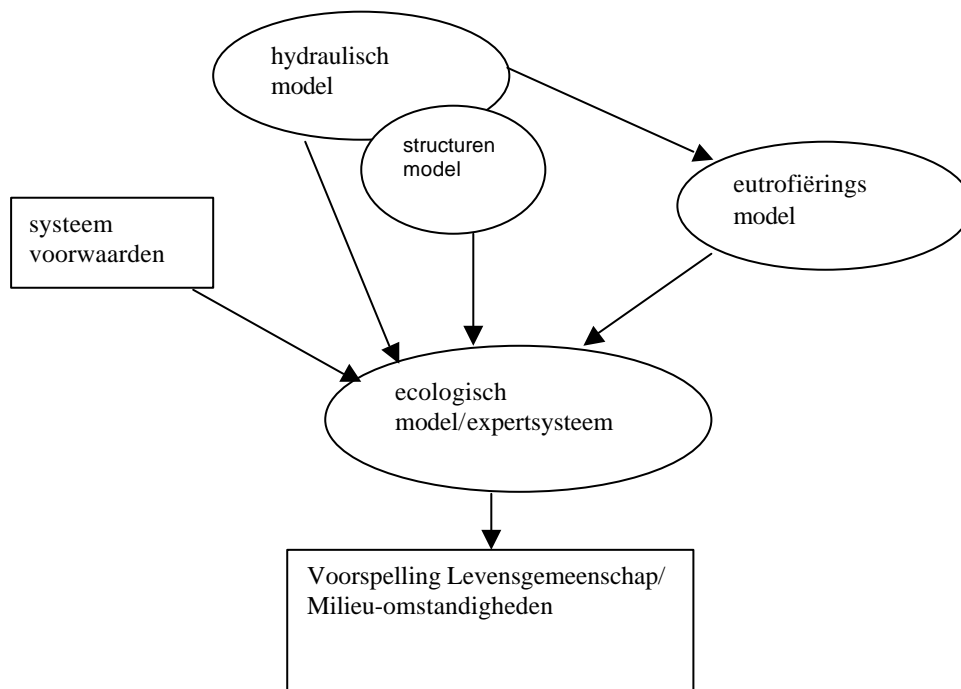 hydraulisch
model
structuren
model
eutrofiërings
model
systeem
voorwaarden
ecologisch
model/expertsysteem
Voorspelling Levensgemeenschap/
Milieu-omstandigheden